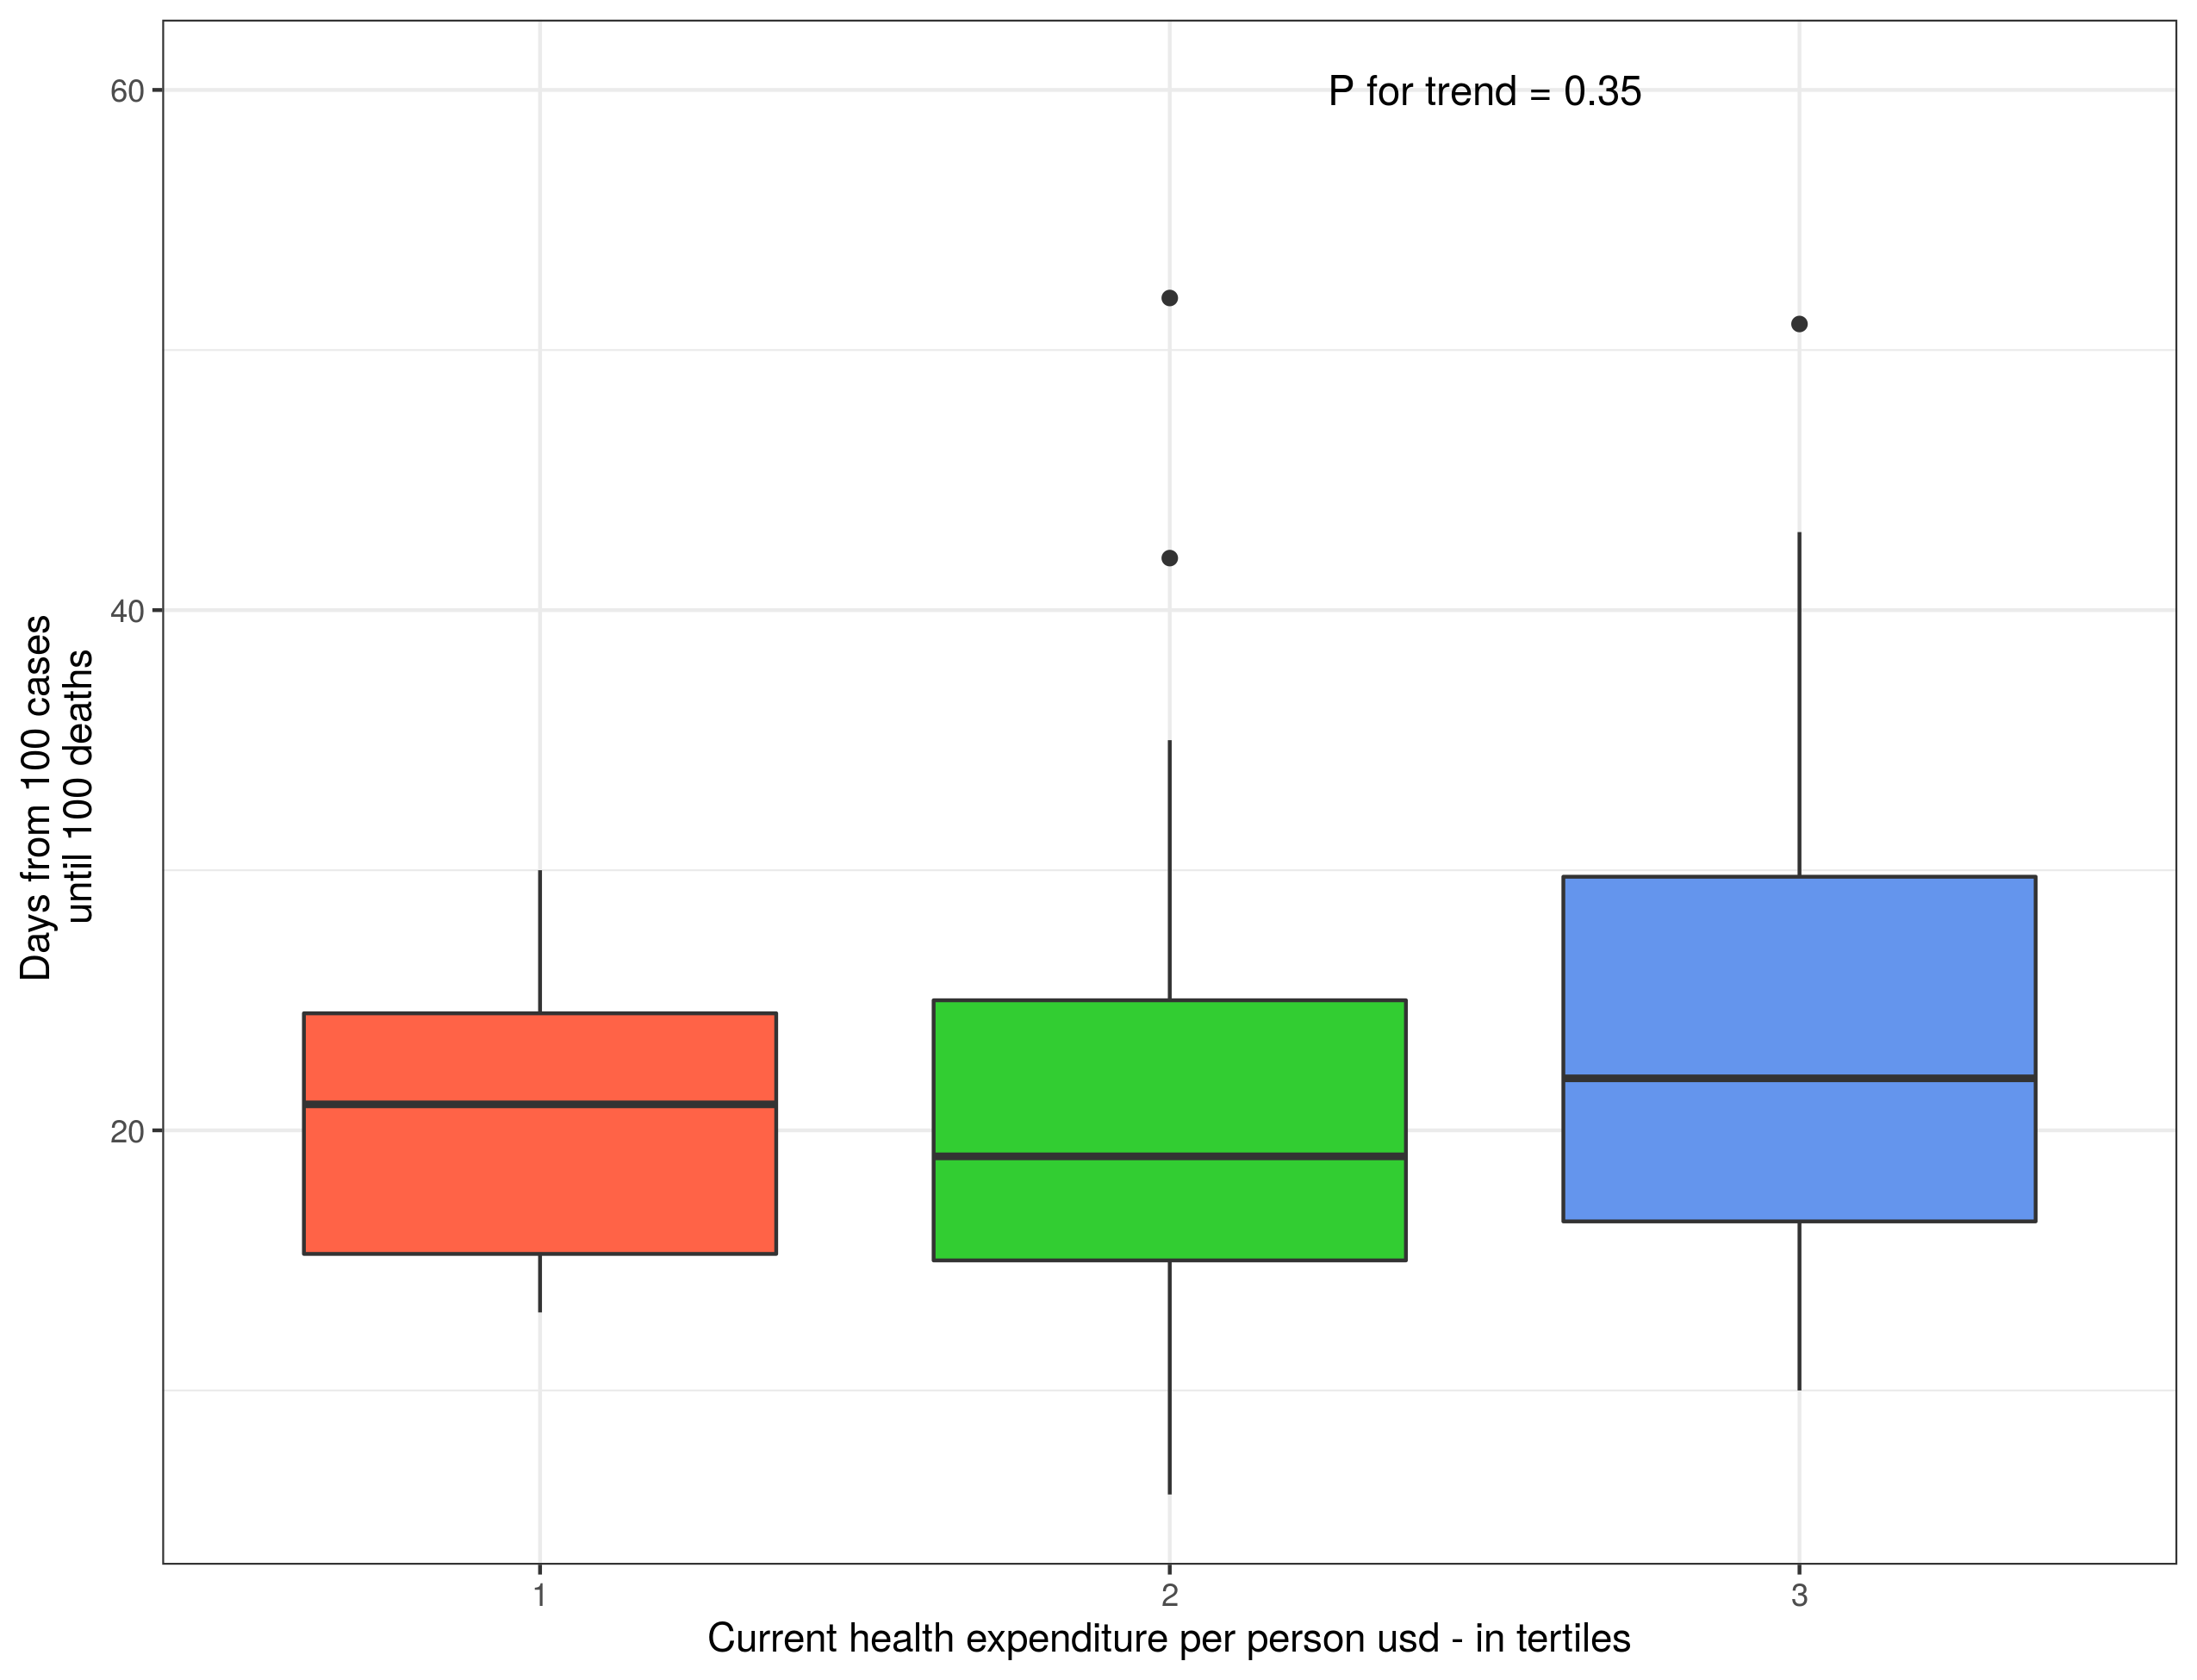 P for trend = 0.35
60
40
20
Days from 100 cases
until 100 deaths
1
2
3
Current health expenditure per person usd - in tertiles